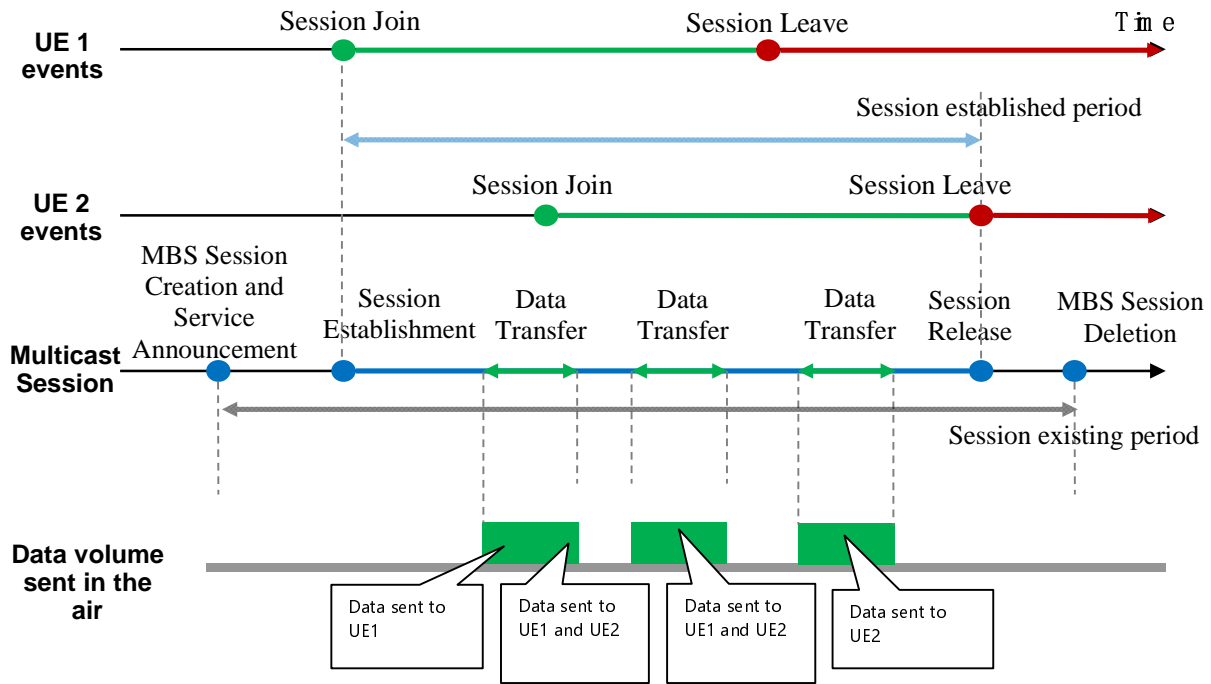 Session Join
Session Leave
Time
UE 1
events
Session established period
Session Join
Session Leave
UE 2
events
MBS Session
Creation and
Service
Announcement
Session
Establishment
Data
Transfer
Data
Transfer
Data
Transfer
Session
Release
MBS Session
Deletion
Multicast
Session
Session existing period
Data volume
sent in the
air
Data sent to
UE1
Data sent to
UE1 and UE2
Data sent to
UE1 and UE2
Data sent to
UE2